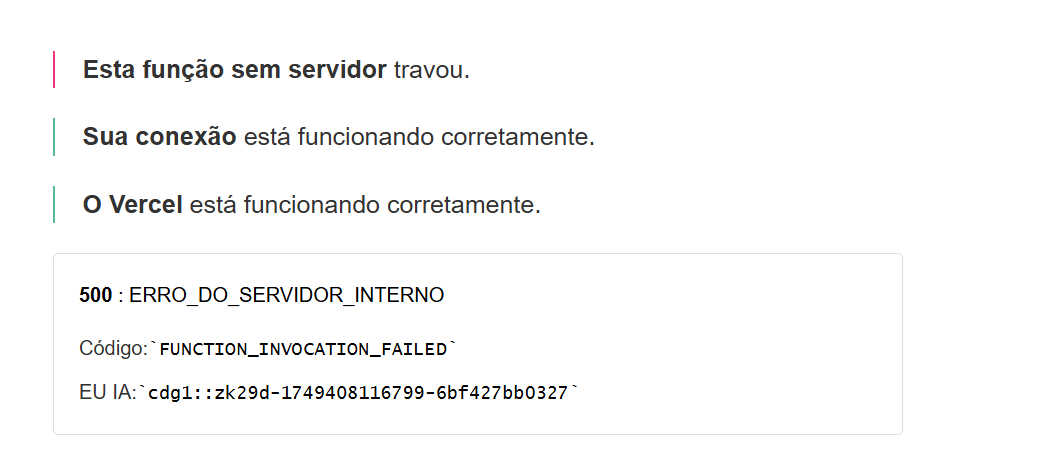 Esta função sem servidor travou.
Sua conexão está funcionando corretamente.
O Vercel está funcionando corretamente.
500 : ERRO_DO_SERVIDOR_INTERNO
Código:`FUNCTION_INVOCATION_FAILED`
EU IA:`cdg1::zk29d-1749408116799-6bf427bb0327`